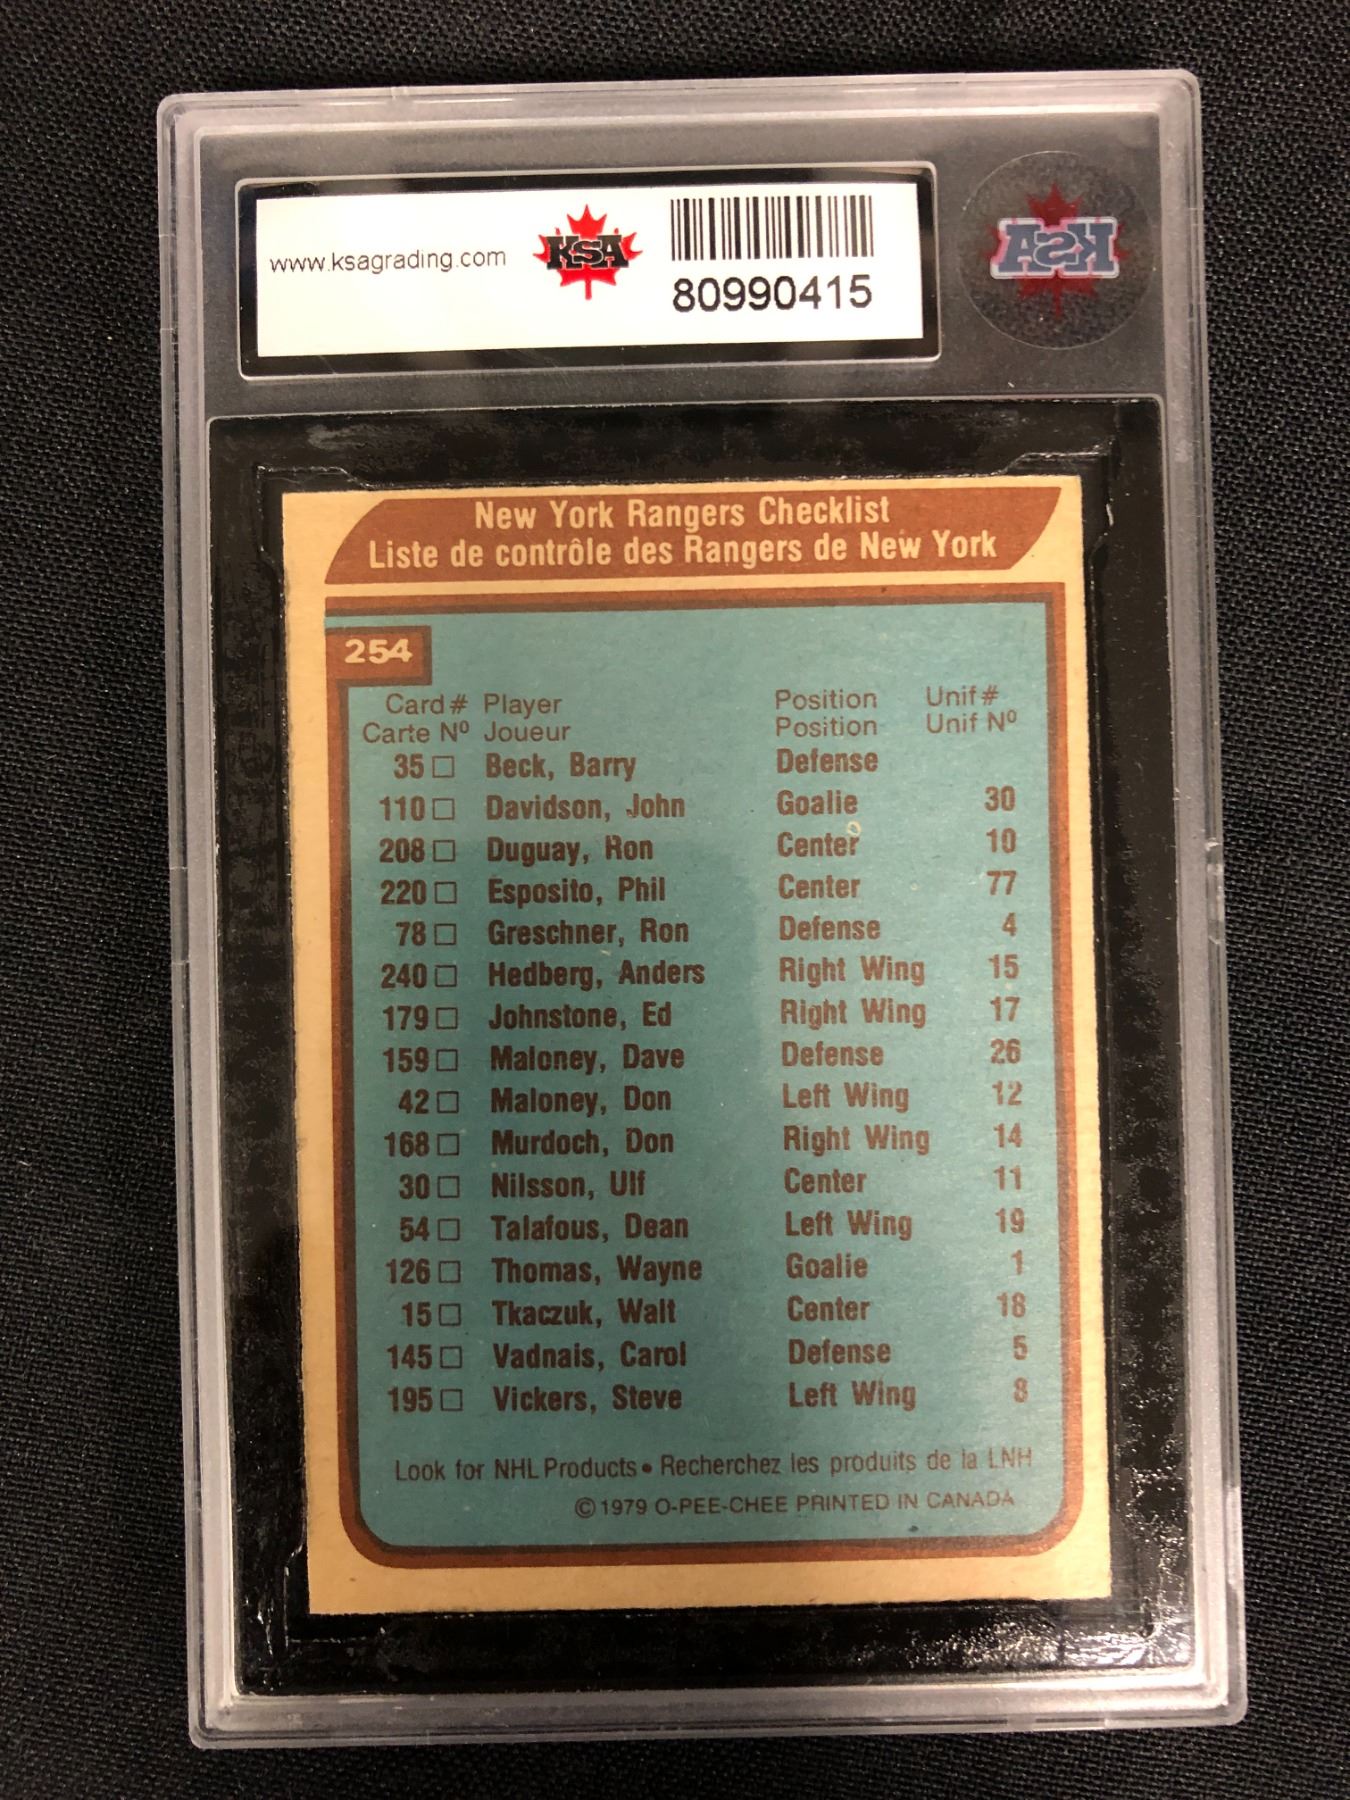 www.ksagrading.com KSA
80990415
KSA
New York Rangers Checklist
Liste de contrôle des Rangers de New York
254
Card # Player Position Unif #
Carte Nº Joueur Position Unif Nº
35 □ Beck, Barry Defense
110 □ Davidson, John Goalie 30
208 □ Duguay, Ron Center 10
220 □ Esposito, Phil Center 77
78 □ Greschner, Ron Defense 4
240 □ Hedberg, Anders Right Wing 15
179 □ Johnstone, Ed Right Wing 17
159 □ Maloney, Dave Defense 26
42 □ Maloney, Don Left Wing 12
168 □ Murdoch, Don Right Wing 14
30 □ Nilsson, Ulf Center 11
54 □ Talafous, Dean Left Wing 19
126 □ Thomas, Wayne Goalie 1
15 □ Tkaczuk, Walt Center 18
145 □ Vadnais, Carol Defense 5
195 □ Vickers, Steve Left Wing 8
Look for NHL Products • Recherchez les produits de la LNH
© 1979 O-PEE-CHEE PRINTED IN CANADA